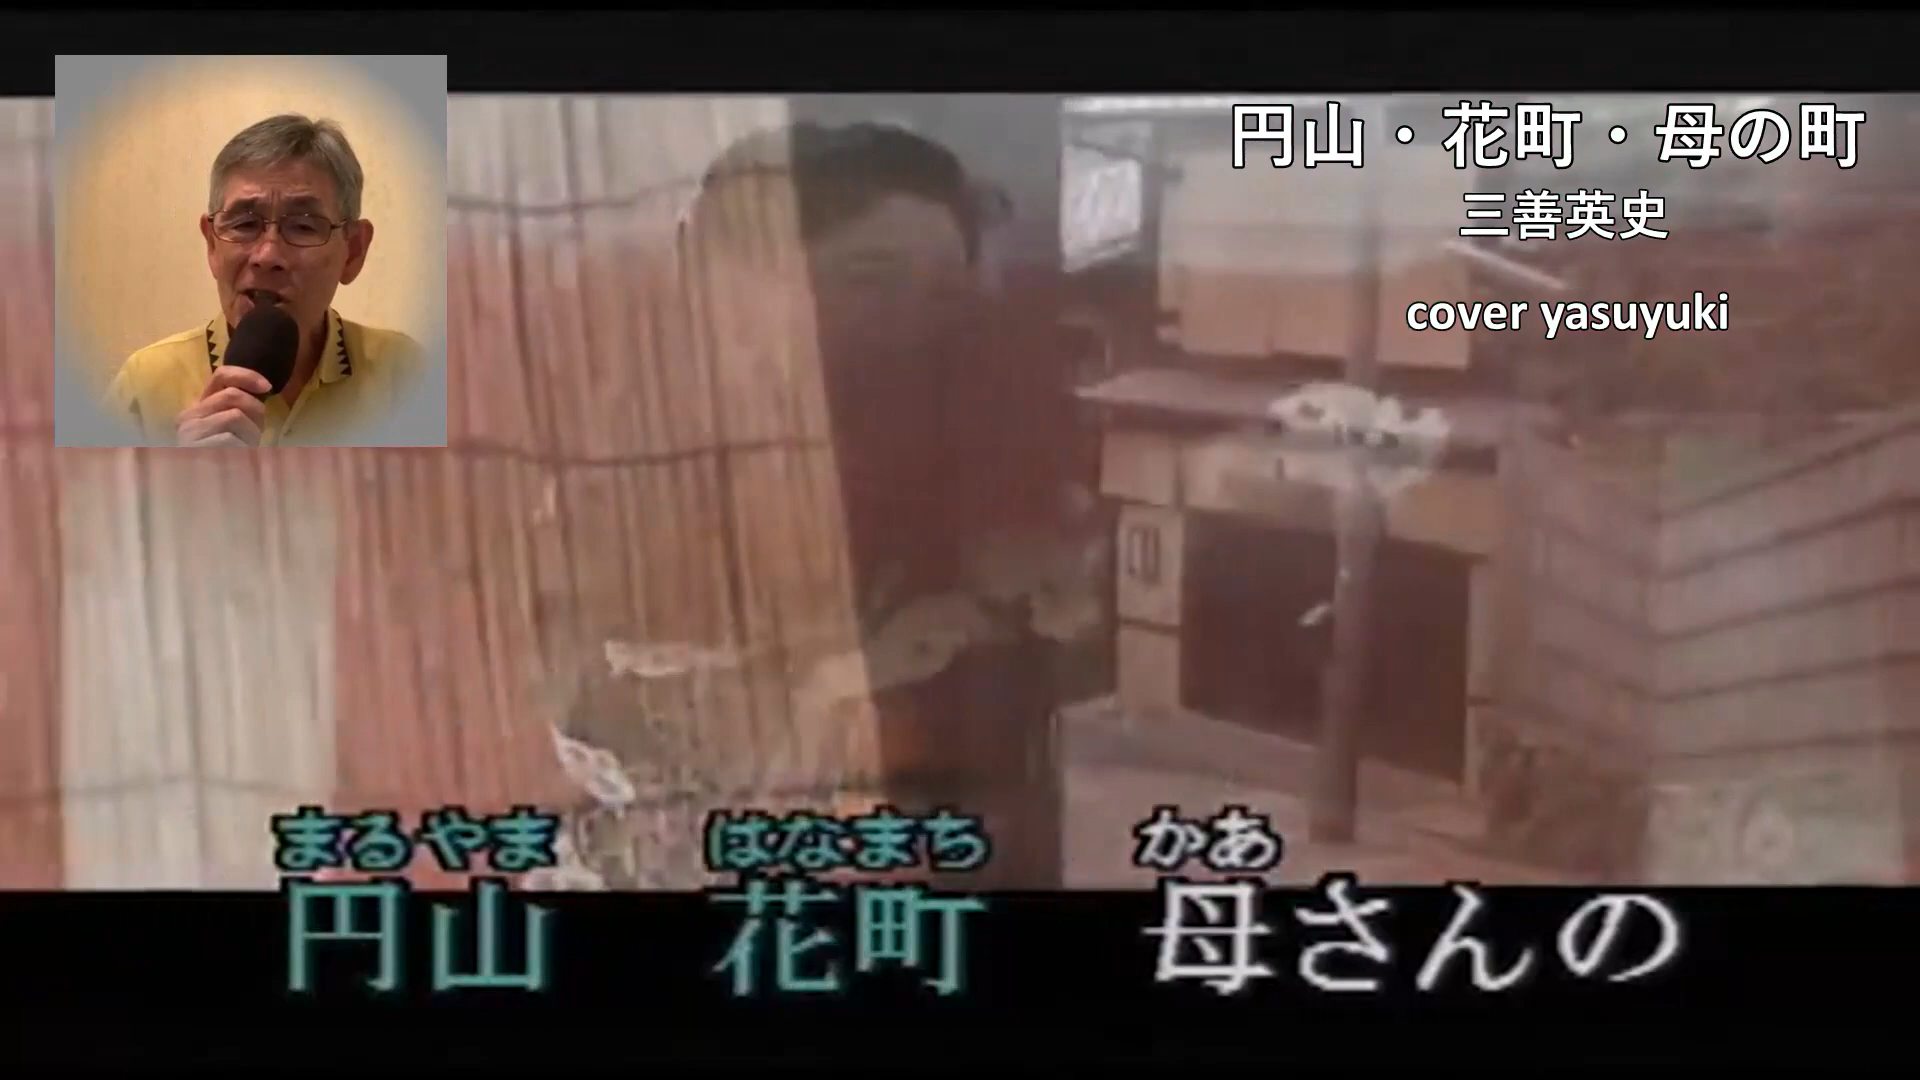 円山・花町・母の町
三善英史
cover yasuyuki
まるやま はなまち かあ
円山 花町 母さんの